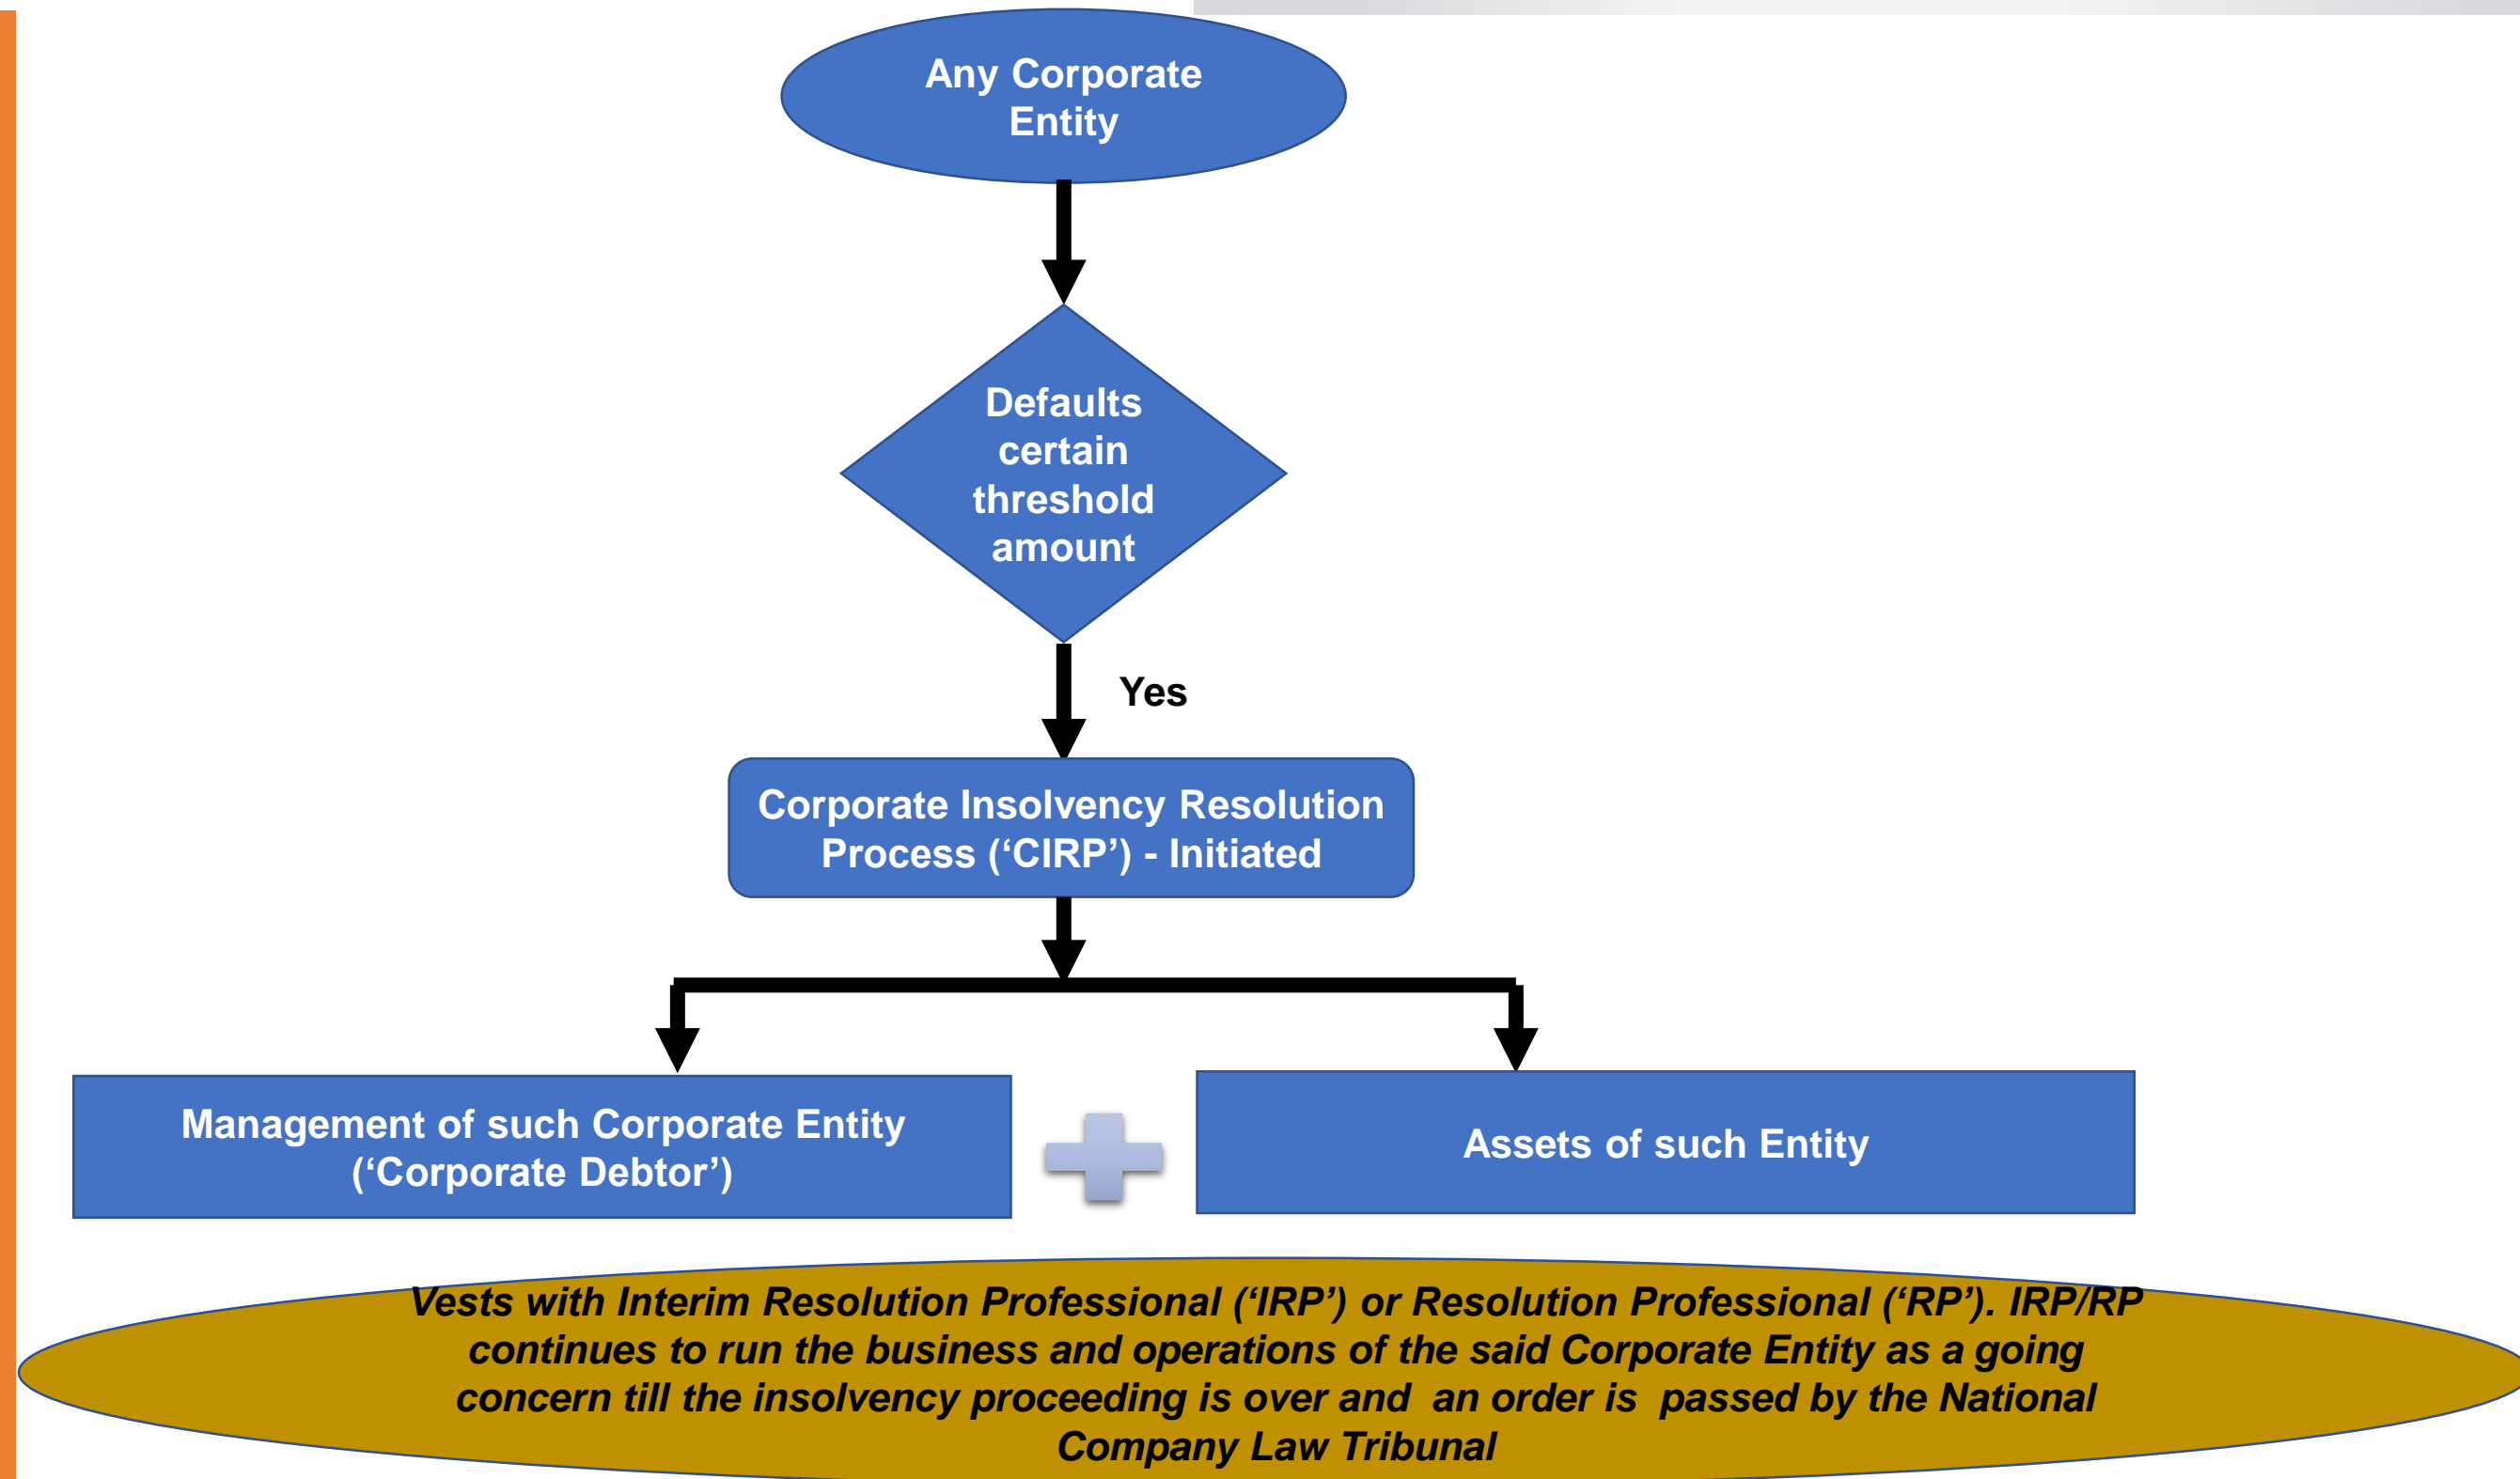 Any Corporate
Entity
Defaults
certain
threshold
amount
Yes
Corporate Insolvency Resolution
Process (‘CIRP’) - Initiated
Management of such Corporate Entity
(‘Corporate Debtor’)
Assets of such Entity
Vests with Interim Resolution Professional (‘IRP’) or Resolution Professional (‘RP’). IRP/RP
continues to run the business and operations of the said Corporate Entity as a going
concern till the insolvency proceeding is over and  an order is  passed by the National
Company Law Tribunal